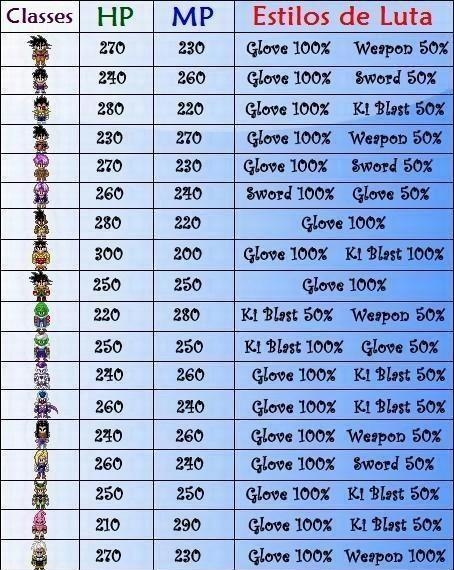 Classes HP MP Estilos de Luta
270 230 Glove 100% Weapon 50%
240 260 Glove 100% Sword 50%
280 220 Glove 100% Ki Blast 50%
230 270 Glove 100% Weapon 50%
270 230 Glove 100% Sword 50%
260 240 Sword 100% Glove 50%
280 220 Glove 100%
300 200 Glove 100% Ki Blast 100%
250 250 Glove 100%
220 280 Ki Blast 50% Weapon 50%
250 250 Ki Blast 100% Glove 50%
240 260 Glove 100% Ki Blast 50%
260 240 Glove 100% Ki Blast 50%
240 260 Glove 100% Weapon 50%
260 240 Glove 100% Sword 50%
250 250 Glove 100% Ki Blast 50%
210 290 Glove 100% Ki Blast 50%
270 230 Glove 100% Weapon 100%